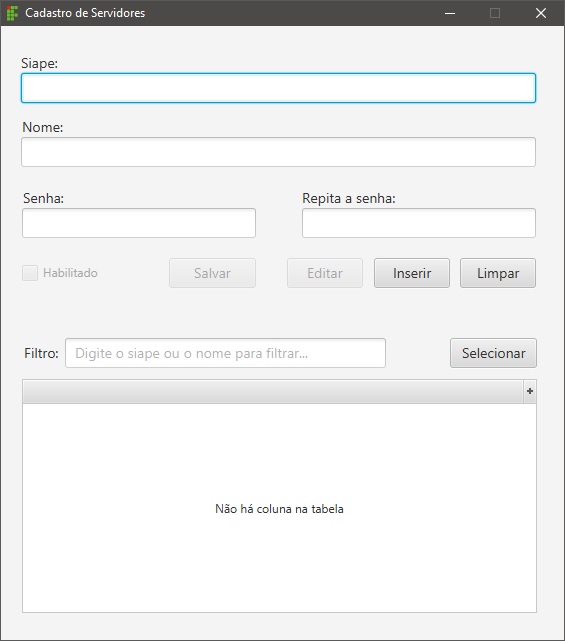 Cadastro de Servidores
Siape:
Nome:
Senha: Repita a senha:
Habilitado Salvar Editar Inserir Limpar
Filtro: Digite o siape ou o nome para filtrar... Selecionar
+
Não há coluna na tabela